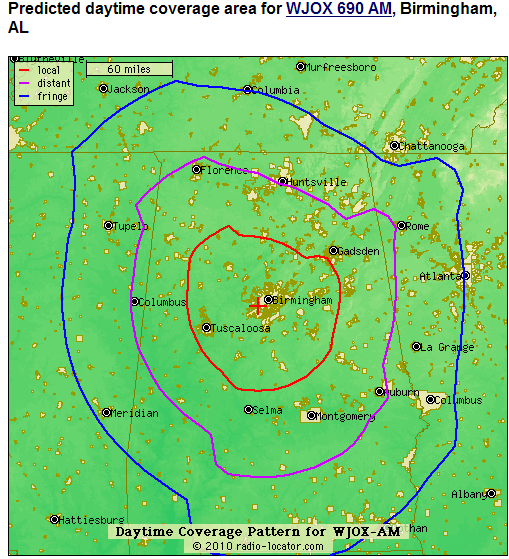 Predicted daytime coverage area for WJOX 690 AM, Birmingham,
AL
Murfreesboro
local
60 miles
distant
fringe
Jackson
Columbia
Chattanooga
Florence
Huntsville
Tupelo
Rome
Gadsden
Atlanta
Columbus
Birmingham
Tuscaloosa
La Grange
Auburn
Columbus
Meridian
Selma
Montgomery
Albany
Hattiesburg
Daytime Coverage Pattern for WJOX-AM
© 2010 radio-locator.com